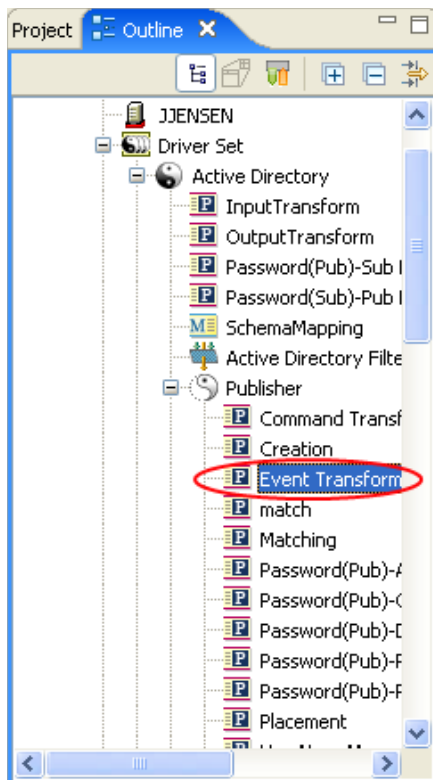 Project Outline
JJENSEN
Driver Set
Active Directory
InputTransform
OutputTransform
Password(Pub)-Sub
Password(Sub)-Pub
SchemaMapping
Active Directory Filte
Publisher
Command Transf
Creation
Event Transform
match
Matching
Password(Pub)-
Password(Pub)-
Password(Pub)-
Password(Pub)-
Password(Pub)-
Placement